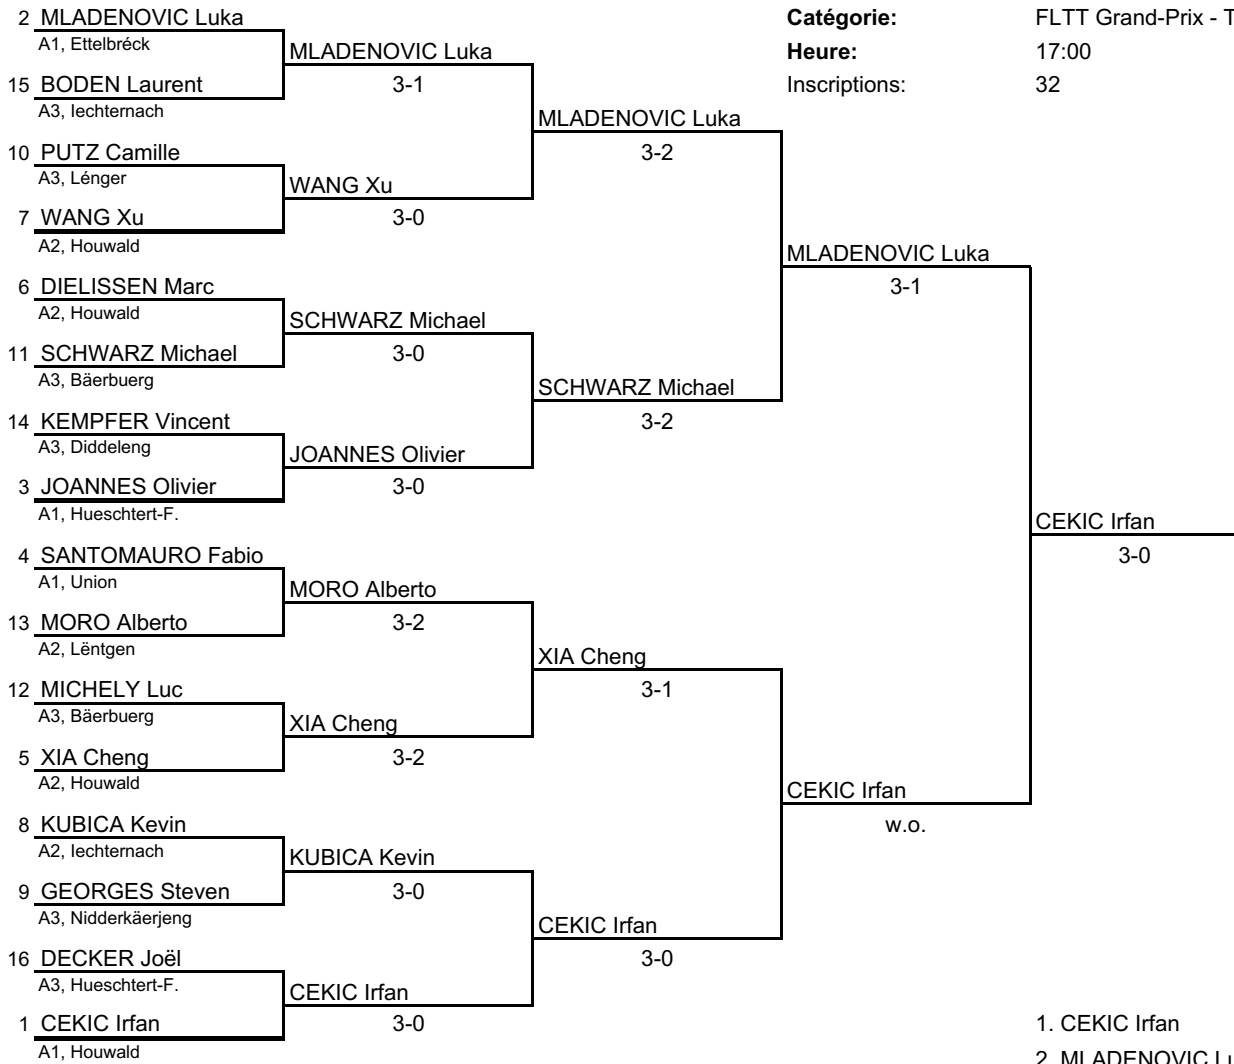 2 MLADENOVIC Luka
A1, Ettelbréck
15 BODEN Laurent
A3, Iechternach
10 PUTZ Camille
A3, Lénger
7 WANG Xu
A2, Houwald
6 DIELISSEN Marc
A2, Houwald
11 SCHWARZ Michael
A3, Bäerbuerg
14 KEMPFER Vincent
A3, Diddeleng
3 JOANNES Olivier
A1, Hueschtert-F.
4 SANTOMAURO Fabio
A1, Union
13 MORO Alberto
A2, Lëntgen
12 MICHELY Luc
A3, Bäerbuerg
5 XIA Cheng
A2, Houwald
8 KUBICA Kevin
A2, Iechternach
9 GEORGES Steven
A3, Nidderkäerjeng
16 DECKER Joël
A3, Hueschtert-F.
1 CEKIC Irfan
A1, Houwald
MLADENOVIC Luka
3-1
WANG Xu
3-0
SCHWARZ Michael
3-0
JOANNES Olivier
3-0
MORO Alberto
3-2
XIA Cheng
3-2
KUBICA Kevin
3-0
CEKIC Irfan
3-0
MLADENOVIC Luka
3-2
SCHWARZ Michael
3-2
XIA Cheng
3-1
CEKIC Irfan
3-0
Catégorie: FLTT Grand-Prix - T
Heure: 17:00
Inscriptions: 32
MLADENOVIC Luka
3-1
CEKIC Irfan
w.o.
CEKIC Irfan
3-0
1. CEKIC Irfan
2. MLADENOVIC Lu